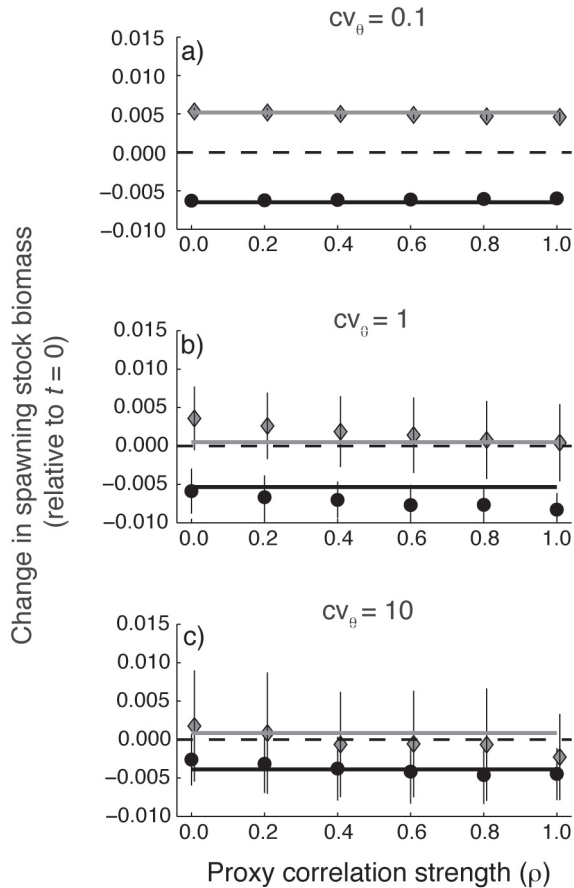 cv_θ = 0.1
a)
0.015
0.010
0.005
0.000
−0.005
−0.010
0.0 0.2 0.4 0.6 0.8 1.0
cv_θ = 1
b)
0.015
0.010
0.005
0.000
−0.005
−0.010
0.0 0.2 0.4 0.6 0.8 1.0
cv_θ = 10
c)
0.015
0.010
0.005
0.000
−0.005
−0.010
0.0 0.2 0.4 0.6 0.8 1.0
Change in spawning stock biomass
(relative to t = 0)
Proxy correlation strength (ρ)